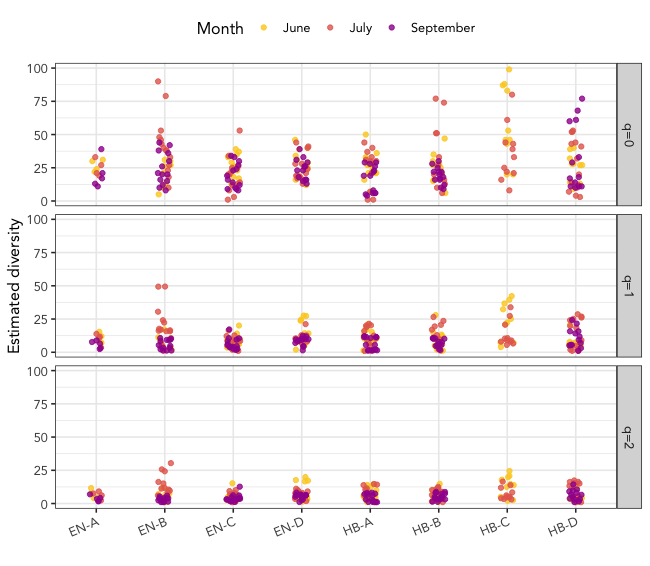 Month June July September
Estimated diversity
100
75
50
25
0
q=0
100
75
50
25
0
q=1
100
75
50
25
0
q=2
EN-A EN-B EN-C EN-D HB-A HB-B HB-C HB-D